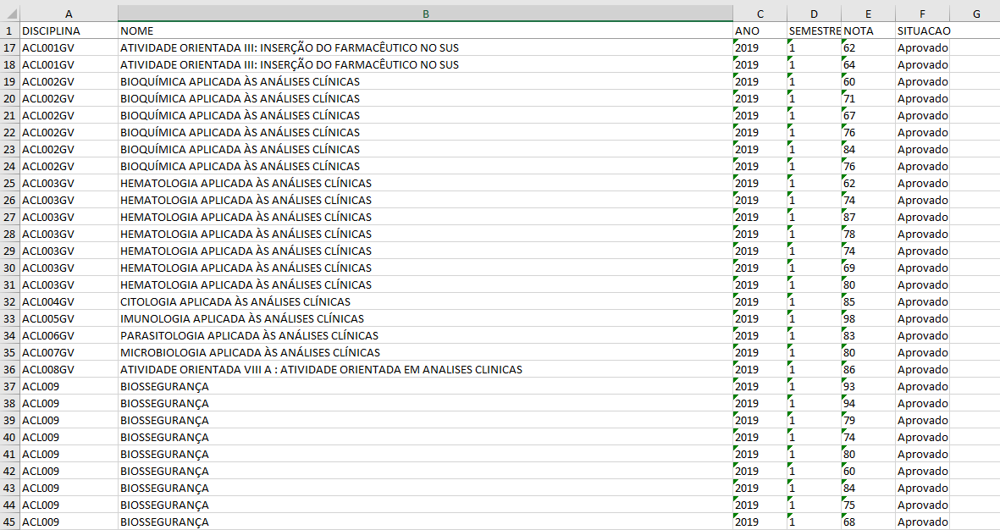 A B C D E F G
1 DISCIPLINA NOME ANO SEMESTRE NOTA SITUACAO
17 ACL001GV ATIVIDADE ORIENTADA III: INSERÇÃO DO FARMACÊUTICO NO SUS 2019 1 62 Aprovado
18 ACL001GV ATIVIDADE ORIENTADA III: INSERÇÃO DO FARMACÊUTICO NO SUS 2019 1 64 Aprovado
19 ACL002GV BIOQUÍMICA APLICADA ÀS ANÁLISES CLÍNICAS 2019 1 60 Aprovado
20 ACL002GV BIOQUÍMICA APLICADA ÀS ANÁLISES CLÍNICAS 2019 1 71 Aprovado
21 ACL002GV BIOQUÍMICA APLICADA ÀS ANÁLISES CLÍNICAS 2019 1 67 Aprovado
22 ACL002GV BIOQUÍMICA APLICADA ÀS ANÁLISES CLÍNICAS 2019 1 76 Aprovado
23 ACL002GV BIOQUÍMICA APLICADA ÀS ANÁLISES CLÍNICAS 2019 1 84 Aprovado
24 ACL002GV BIOQUÍMICA APLICADA ÀS ANÁLISES CLÍNICAS 2019 1 76 Aprovado
25 ACL003GV HEMATOLOGIA APLICADA ÀS ANÁLISES CLÍNICAS 2019 1 62 Aprovado
26 ACL003GV HEMATOLOGIA APLICADA ÀS ANÁLISES CLÍNICAS 2019 1 74 Aprovado
27 ACL003GV HEMATOLOGIA APLICADA ÀS ANÁLISES CLÍNICAS 2019 1 87 Aprovado
28 ACL003GV HEMATOLOGIA APLICADA ÀS ANÁLISES CLÍNICAS 2019 1 78 Aprovado
29 ACL003GV HEMATOLOGIA APLICADA ÀS ANÁLISES CLÍNICAS 2019 1 74 Aprovado
30 ACL003GV HEMATOLOGIA APLICADA ÀS ANÁLISES CLÍNICAS 2019 1 69 Aprovado
31 ACL003GV HEMATOLOGIA APLICADA ÀS ANÁLISES CLÍNICAS 2019 1 80 Aprovado
32 ACL004GV CITOLOGIA APLICADA ÀS ANÁLISES CLÍNICAS 2019 1 85 Aprovado
33 ACL005GV IMUNOLOGIA APLICADA ÀS ANÁLISES CLÍNICAS 2019 1 98 Aprovado
34 ACL006GV PARASITOLOGIA APLICADA ÀS ANÁLISES CLÍNICAS 2019 1 83 Aprovado
35 ACL007GV MICROBIOLOGIA APLICADA ÀS ANÁLISES CLÍNICAS 2019 1 80 Aprovado
36 ACL008GV ATIVIDADE ORIENTADA VIII A : ATIVIDADE ORIENTADA EM ANALISES CLINICAS 2019 1 86 Aprovado
37 ACL009 BIOSSEGURANÇA 2019 1 93 Aprovado
38 ACL009 BIOSSEGURANÇA 2019 1 94 Aprovado
39 ACL009 BIOSSEGURANÇA 2019 1 79 Aprovado
40 ACL009 BIOSSEGURANÇA 2019 1 74 Aprovado
41 ACL009 BIOSSEGURANÇA 2019 1 80 Aprovado
42 ACL009 BIOSSEGURANÇA 2019 1 60 Aprovado
43 ACL009 BIOSSEGURANÇA 2019 1 84 Aprovado
44 ACL009 BIOSSEGURANÇA 2019 1 75 Aprovado
45 ACL009 BIOSSEGURANÇA 2019 1 68 Aprovado